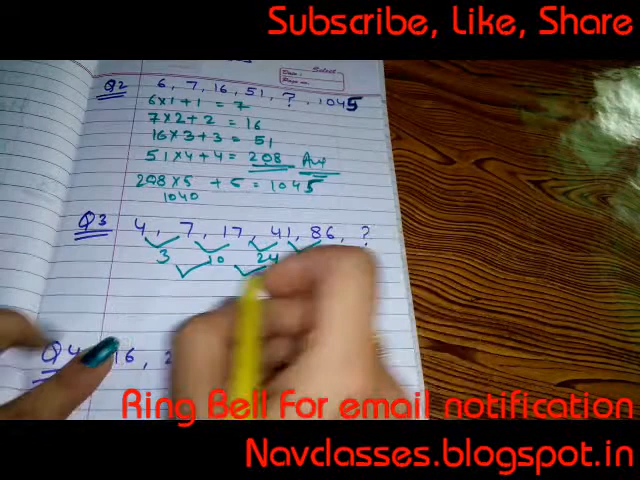 Subscribe, Like, Share
Q2 6, 7, 16, 51, ?, 1045
6x1+1 = 7
7x2+2 = 16
16x3+3 = 51
51x4+4 = 208 Ans
208x5 + 5 = 1045
1040
Q3 4, 7, 17, 41, 86, ?
3 10 24
Q4 16, 2
Ring Bell For email notification
Navclasses.blogspot.in